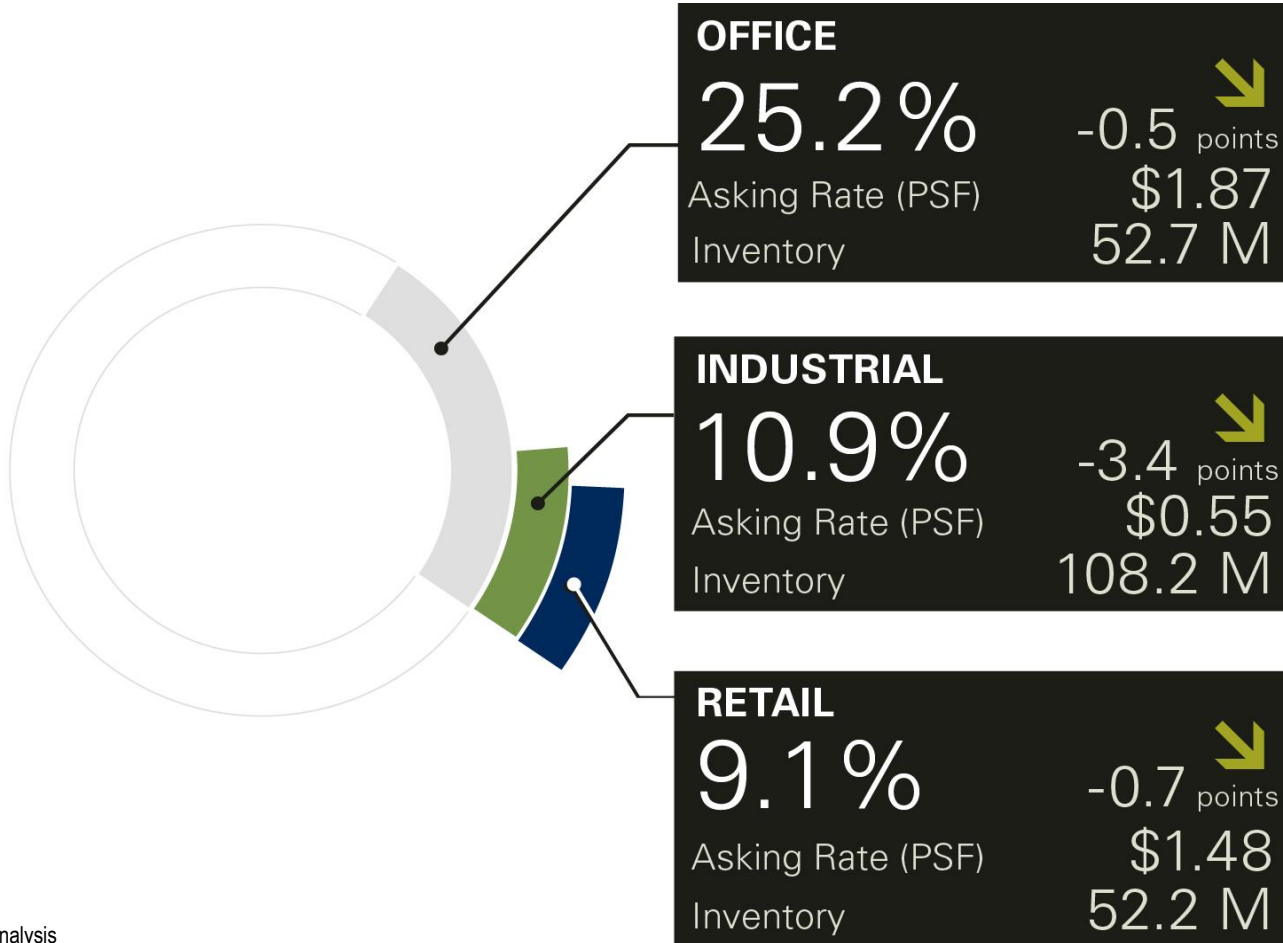 OFFICE
25.2%
-0.5 points
Asking Rate (PSF) $1.87
Inventory 52.7 M
INDUSTRIAL
10.9%
-3.4 points
Asking Rate (PSF) $0.55
Inventory 108.2 M
RETAIL
9.1%
-0.7 points
Asking Rate (PSF) $1.48
Inventory 52.2 M
nalysis